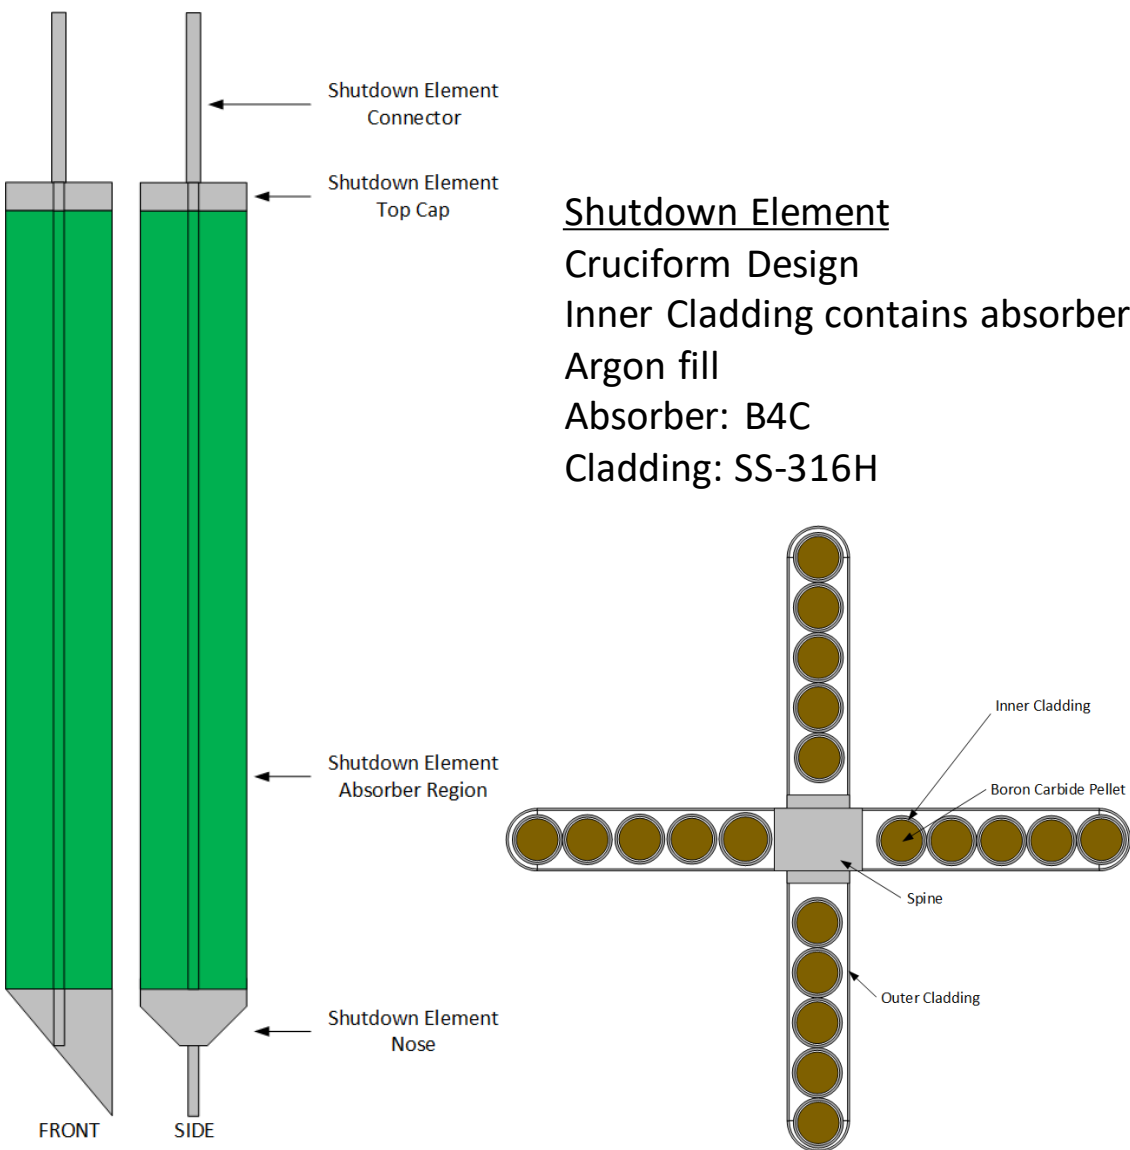 Shutdown Element
Connector
Shutdown Element
Top Cap
Shutdown Element
Cruciform Design
Inner Cladding contains absorber
Argon fill
Absorber: B4C
Cladding: SS-316H
Shutdown Element
Absorber Region
Inner Cladding
Boron Carbide Pellet
Spine
Outer Cladding
Shutdown Element
Nose
FRONT
SIDE